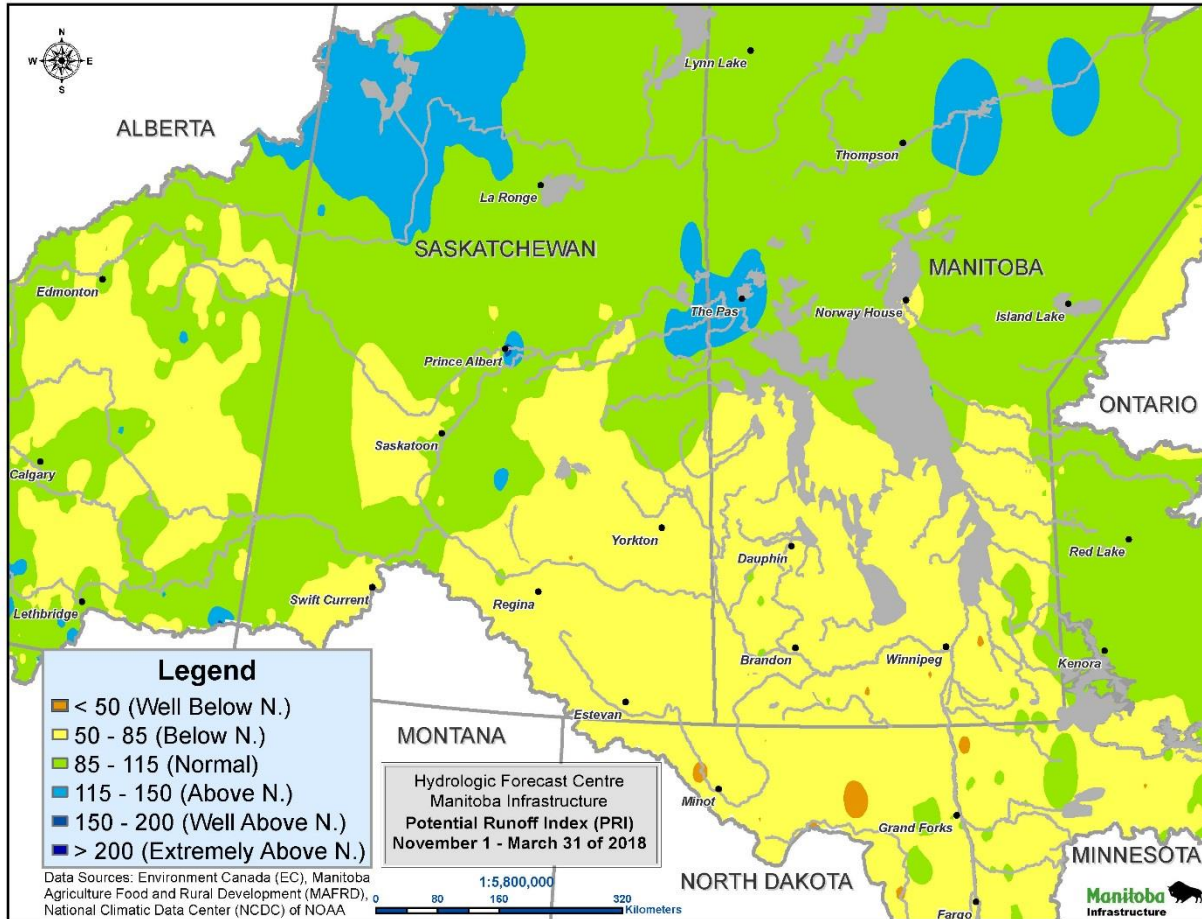 N
W E
S
ALBERTA
Lynn Lake
Thompson
La Ronge
SASKATCHEWAN
MANITOBA
Edmonton
The Pas
Norway House
Island Lake
Prince Albert
ONTARIO
Saskatoon
Calgary
Yorkton
Dauphin
Red Lake
Swift Current
Regina
Lethbridge
Brandon
Winnipeg
Kenora
Estevan
MONTANA
Minot
Grand Forks
MINNESOTA
NORTH DAKOTA
Fargo
Legend
< 50 (Well Below N.)
50 - 85 (Below N.)
85 - 115 (Normal)
115 - 150 (Above N.)
150 - 200 (Well Above N.)
> 200 (Extremely Above N.)
Data Sources: Environment Canada (EC), Manitoba
Agriculture Food and Rural Development (MAFRD),
National Climatic Data Center (NCDC) of NOAA
Hydrologic Forecast Centre
Manitoba Infrastructure
Potential Runoff Index (PRI)
November 1 - March 31 of 2018
1:5,800,000
0 80 160 320
Kilometers
Manitoba
Infrastructure